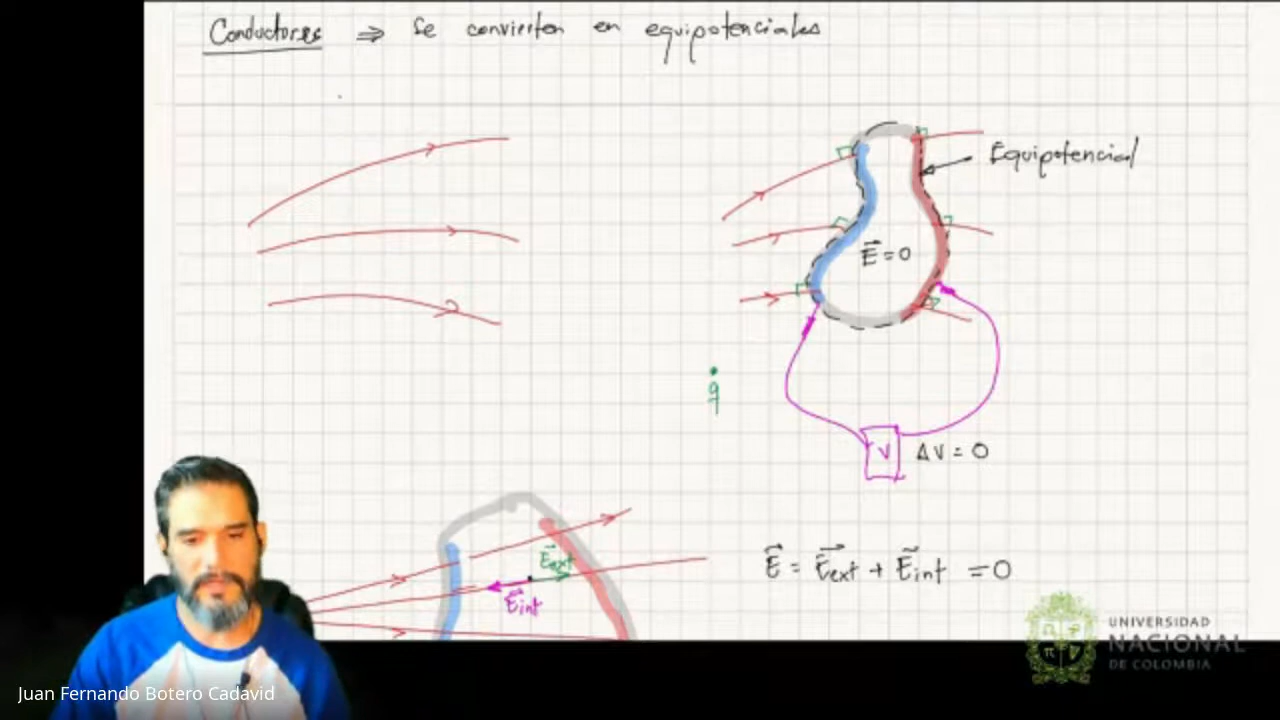 Conductores ⇒ Se convierten en equipotenciales
Equipotencial
E⃗ = 0
q
V ΔV = 0
E⃗ext
E⃗int
E⃗ = E⃗ext + E⃗int = 0
UNIVERSIDAD
NACIONAL
DE COLOMBIA
Juan Fernando Botero Cadavid